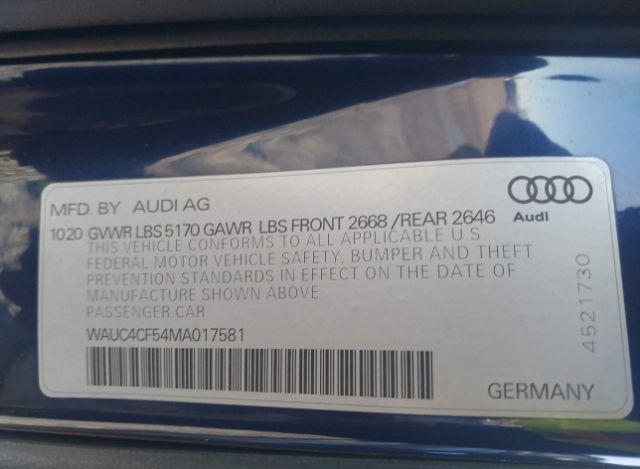 MFD. BY AUDI AG
Audi
1020 GVWR LBS 5170 GAWR LBS FRONT 2668 / REAR 2646
THIS VEHICLE CONFORMS TO ALL APPLICABLE U.S
FEDERAL MOTOR VEHICLE SAFETY, BUMPER AND THEFT
PREVENTION STANDARDS IN EFFECT ON THE DATE OF
MANUFACTURE SHOWN ABOVE
PASSENGER CAR
WAUC4CF54MA017581
4521730
GERMANY